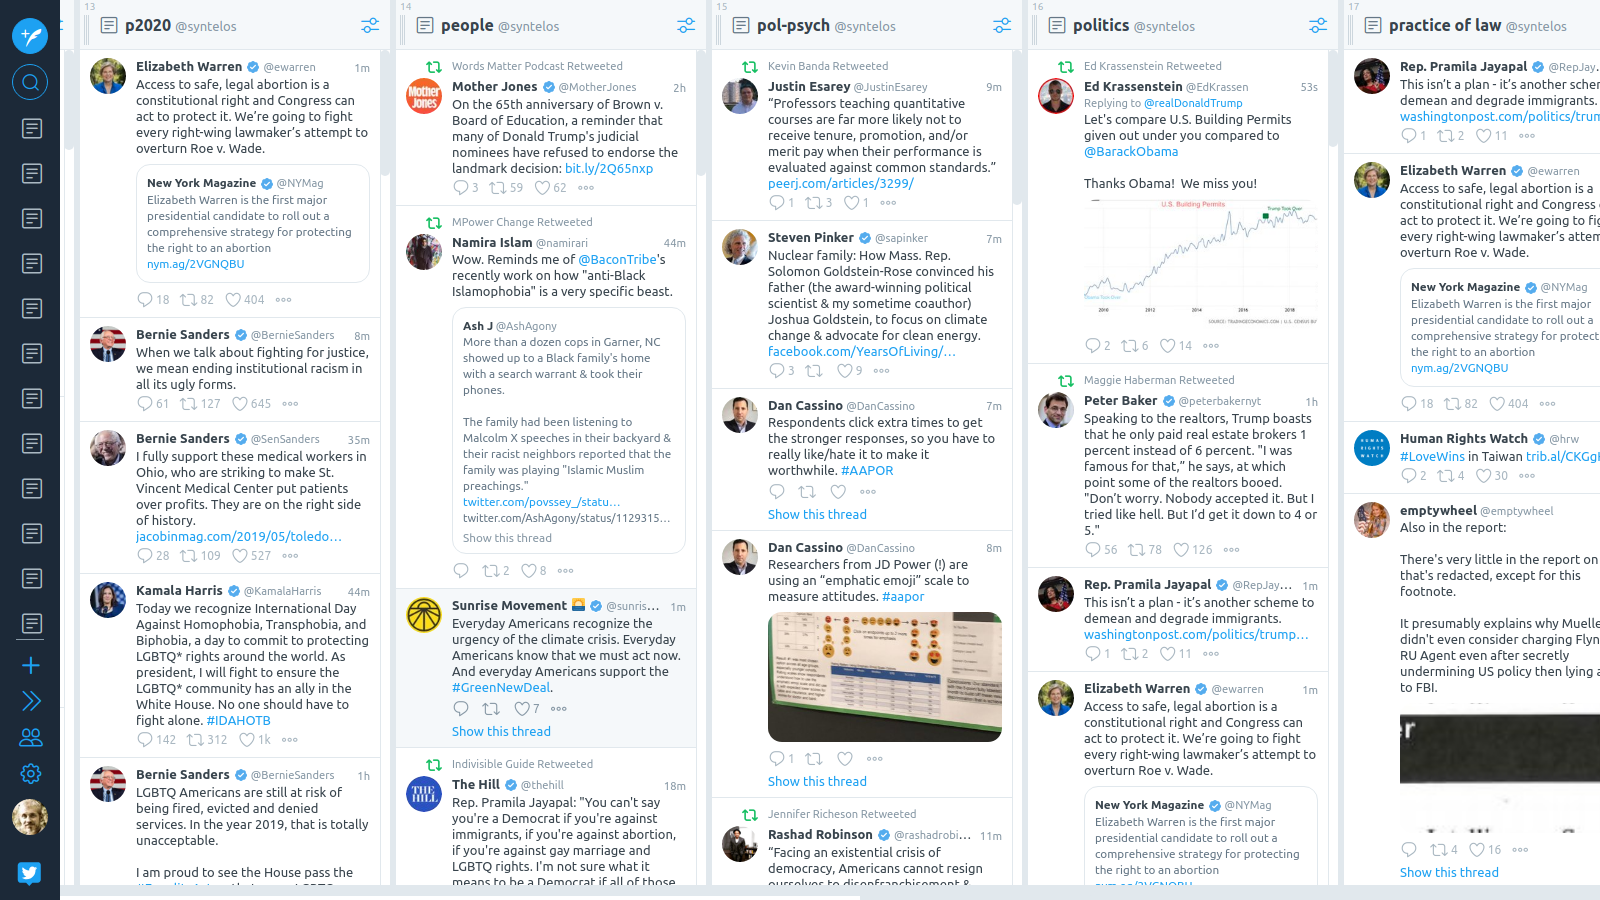 13
p2020 @syntelos
Elizabeth Warren @ewarren 1m
Access to safe, legal abortion is a
constitutional right and Congress can
act to protect it. We’re going to fight
every right-wing lawmaker’s attempt to
overturn Roe v. Wade.
New York Magazine @NYMag
Elizabeth Warren is the first major
presidential candidate to roll out a
comprehensive strategy for protecting
the right to an abortion
nym.ag/2VGNQBU
18 82 404
Bernie Sanders @BernieSanders 8m
When we talk about fighting for justice,
we mean ending institutional racism in
all its ugly forms.
61 127 645
Bernie Sanders @SenSanders 35m
I fully support these medical workers in
Ohio, who are striking to make St.
Vincent Medical Center put patients
over profits. They are on the right side
of history.
jacobinmag.com/2019/05/toledo…
28 109 527
Kamala Harris @KamalaHarris 44m
Today we recognize International Day
Against Homophobia, Transphobia, and
Biphobia, a day to commit to protecting
LGBTQ* rights around the world. As
president, I will fight to ensure the
LGBTQ* community has an ally in the
White House. No one should have to
fight alone. #IDAHOTB
142 312 1k
Bernie Sanders @BernieSanders 1h
LGBTQ Americans are still at risk of
being fired, evicted and denied
services. In the year 2019, that is totally
unacceptable.
I am proud to see the House pass the
14
people @syntelos
Words Matter Podcast Retweeted
Mother Jones @MotherJones 2h
On the 65th anniversary of Brown v.
Board of Education, a reminder that
many of Donald Trump's judicial
nominees have refused to endorse the
landmark decision: bit.ly/2Q65nxp
3 59 62
MPower Change Retweeted
Namira Islam @namirari 44m
Wow. Reminds me of @BaconTribe's
recently work on how "anti-Black
Islamophobia" is a very specific beast.
Ash J @AshAgony
More than a dozen cops in Garner, NC
showed up to a Black family's home
with a search warrant & took their
phones.
The family had been listening to
Malcolm X speeches in their backyard &
their racist neighbors reported that the
family was playing "Islamic Muslim
preachings."
twitter.com/povssey_/statu…
twitter.com/AshAgony/status/1129315…
Show this thread
2 8
Sunrise Movement @sunris… 1m
Everyday Americans recognize the
urgency of the climate crisis. Everyday
Americans know that we must act now.
And everyday Americans support the
#GreenNewDeal.
7
Show this thread
Indivisible Guide Retweeted
THE HILL
The Hill @thehill 18m
Rep. Pramila Jayapal: "You can't say
you're a Democrat if you're against
immigrants, if you're against abortion,
if you're against gay marriage and
LGBTQ rights. I'm not sure what it
means to be a Democrat if all of those
15
pol-psych @syntelos
Kevin Banda Retweeted
Justin Esarey @JustinEsarey 9m
“Professors teaching quantitative
courses are far more likely not to
receive tenure, promotion, and/or
merit pay when their performance is
evaluated against common standards.”
peerj.com/articles/3299/
1 3 1
Steven Pinker @sapinker 7m
Nuclear family: How Mass. Rep.
Solomon Goldstein-Rose convinced his
father (the award-winning political
scientist & my sometime coauthor)
Joshua Goldstein, to focus on climate
change & advocate for clean energy.
facebook.com/YearsOfLiving/…
3 9
Dan Cassino @DanCassino 7m
Respondents click extra times to get
the stronger responses, so you have to
really like/hate it to make it
worthwhile. #AAPOR
Show this thread
Dan Cassino @DanCassino 8m
Researchers from JD Power (!) are
using an “emphatic emoji” scale to
measure attitudes. #aapor
1
Show this thread
Jennifer Richeson Retweeted
Rashad Robinson @rashadrobi… 11m
“Facing an existential crisis of
democracy, Americans cannot resign
ourselves to disenfranchisement &
16
politics @syntelos
Ed Krassenstein Retweeted
Ed Krassenstein @EdKrassen 53s
Replying to @realDonaldTrump
Let's compare U.S. Building Permits
given out under you compared to
@BarackObama
Thanks Obama! We miss you!
U.S. Building Permits
Trump Took Over
Obama Took Over
2010 2012 2014 2016 2018
SOURCE: TRADINGECONOMICS.COM | U.S. CENSUS BU
2 6 14
Maggie Haberman Retweeted
Peter Baker @peterbakernyt 1h
Speaking to the realtors, Trump boasts
that he only paid real estate brokers 1
percent instead of 6 percent. "I was
famous for that,” he says, at which
point some of the realtors booed.
"Don’t worry. Nobody accepted it. But I
tried like hell. But I’d get it down to 4 or
5."
56 78 126
Rep. Pramila Jayapal @RepJay… 1m
This isn’t a plan - it’s another scheme to
demean and degrade immigrants.
washingtonpost.com/politics/trump…
1 2 11
Elizabeth Warren @ewarren 1m
Access to safe, legal abortion is a
constitutional right and Congress can
act to protect it. We’re going to fight
every right-wing lawmaker’s attempt to
overturn Roe v. Wade.
New York Magazine @NYMag
Elizabeth Warren is the first major
presidential candidate to roll out a
comprehensive strategy for protecting
the right to an abortion
nym.ag/2VGNQBU
17
practice of law @syntelos
Rep. Pramila Jayapal @RepJay…
This isn’t a plan - it’s another schem
demean and degrade immigrants.
washingtonpost.com/politics/trum
1 2 11
Elizabeth Warren @ewarren
Access to safe, legal abortion is a
constitutional right and Congress
act to protect it. We’re going to fig
every right-wing lawmaker’s attem
overturn Roe v. Wade.
New York Magazine @NYMag
Elizabeth Warren is the first major
presidential candidate to roll out a
comprehensive strategy for protect
the right to an abortion
nym.ag/2VGNQBU
18 82 404
HUMAN RIGHTS WATCH
Human Rights Watch @hrw
#LoveWins in Taiwan trib.al/CKGg
2 4 30
emptywheel @emptywheel
Also in the report:
There's very little in the report on
that's redacted, except for this
footnote.
It presumably explains why Muelle
didn't even consider charging Flyn
RU Agent even after secretly
undermining US policy then lying a
to FBI.
4 16
Show this thread